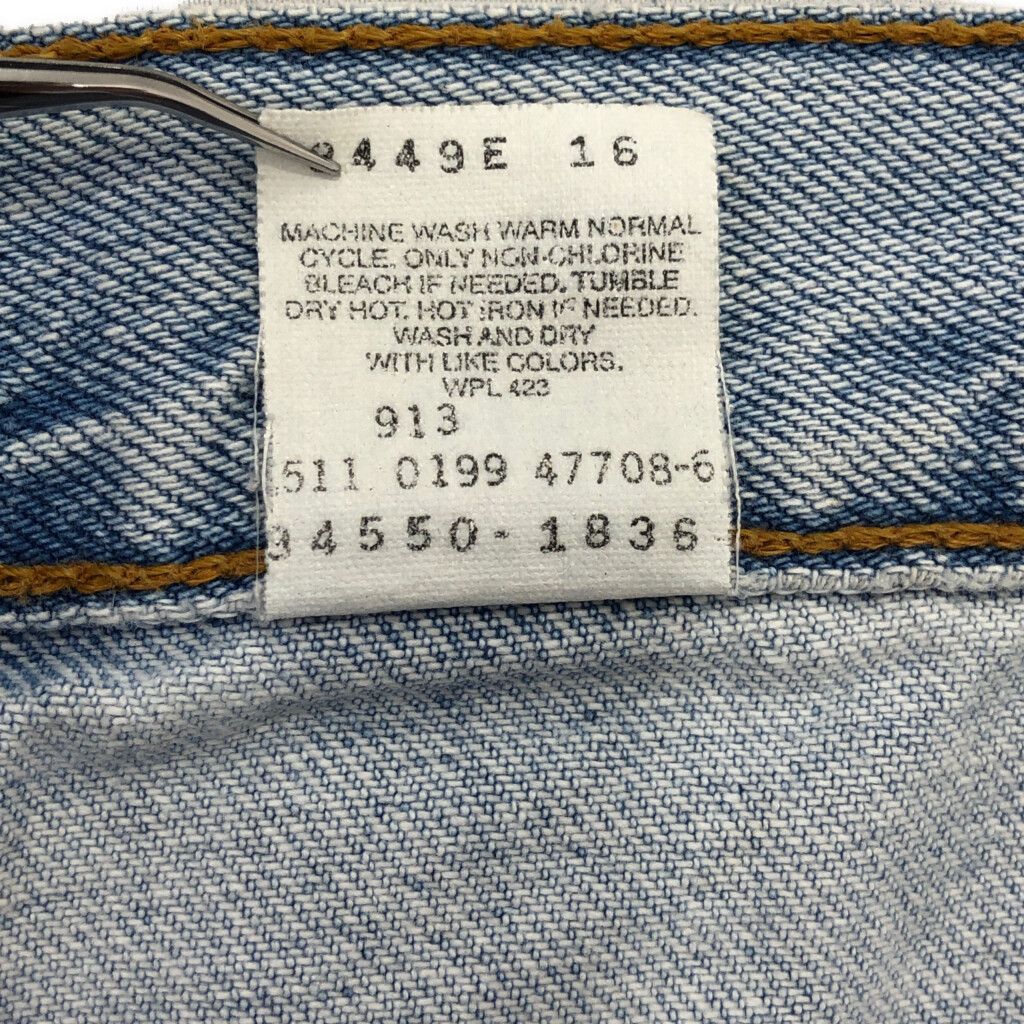 449E 16
MACHINE WASH WARM NORMAL
CYCLE. ONLY NON-CHLORINE
BLEACH IF NEEDED. TUMBLE
DRY HOT. HOT IRON IF NEEDED.
WASH AND DRY
WITH LIKE COLORS.
WPL 423
913
511 0199 47708-6
34550-1836